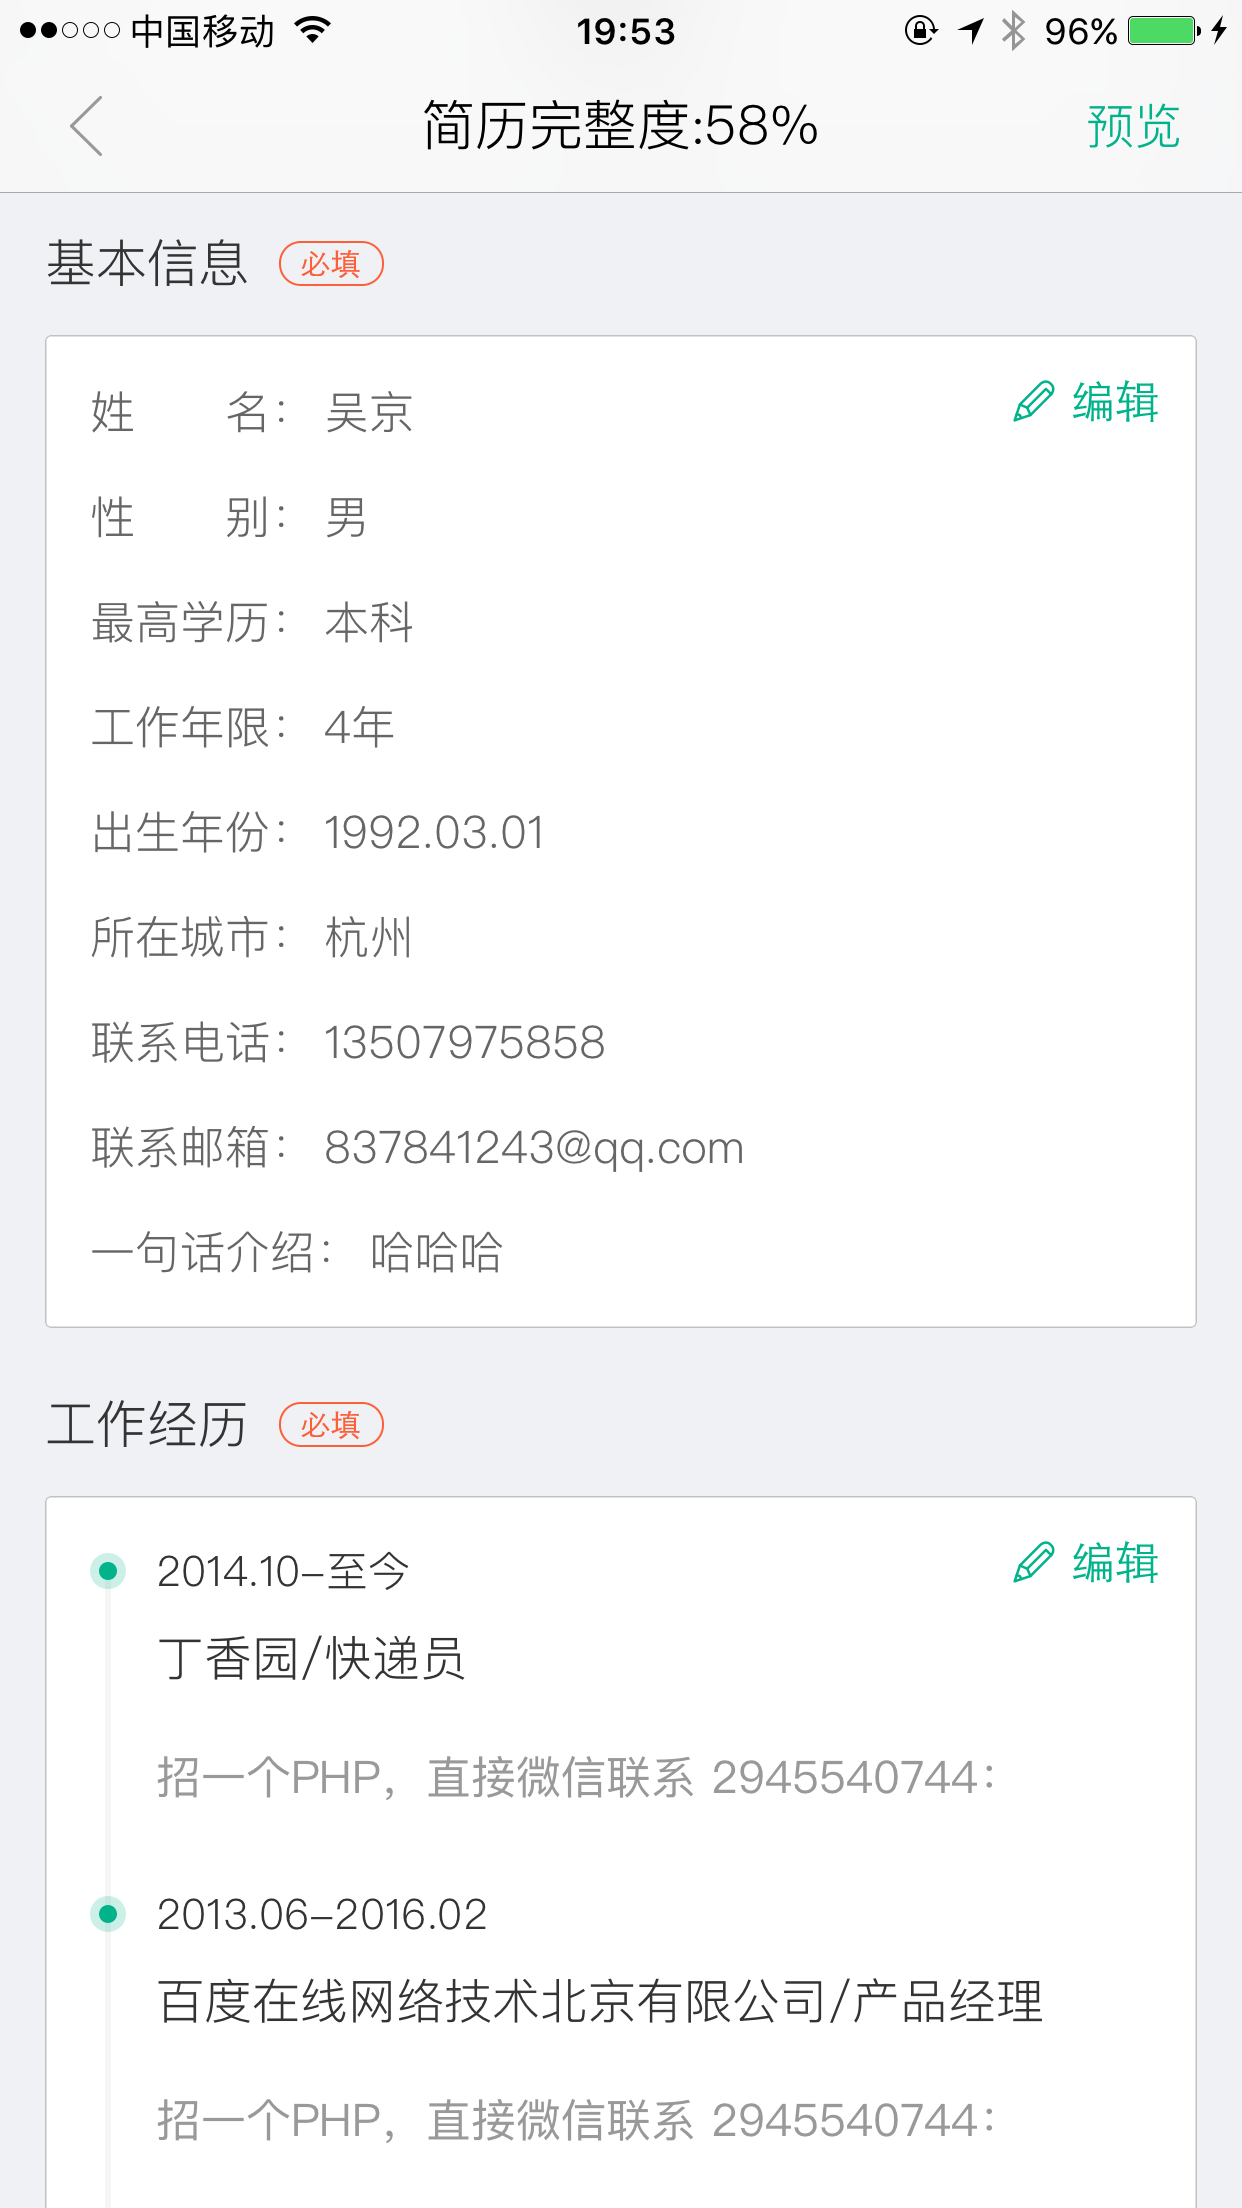 中国移动 19:53 96%
简历完整度:58% 预览
基本信息 必填
姓名： 吴京 编辑
性别： 男
最高学历： 本科
工作年限： 4年
出生年份： 1992.03.01
所在城市： 杭州
联系电话： 13507975858
联系邮箱： 837841243@qq.com
一句话介绍： 哈哈哈
工作经历 必填
2014.10-至今 编辑
丁香园/快递员
招一个PHP，直接微信联系 2945540744：
2013.06-2016.02
百度在线网络技术北京有限公司/产品经理
招一个PHP，直接微信联系 2945540744：